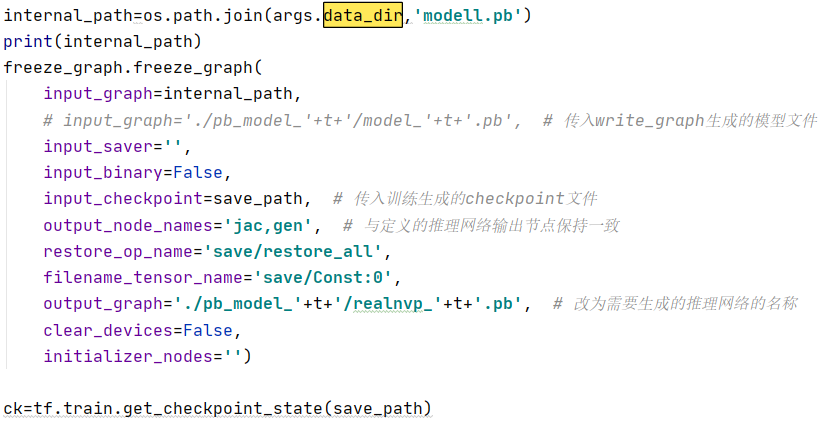 internal_path=os.path.join(args.data_dir,'modell.pb')
print(internal_path)
freeze_graph.freeze_graph(
    input_graph=internal_path,
    # input_graph='./pb_model_'+t+'/model_'+t+'.pb',  # 传入write_graph生成的模型文件
    input_saver='',
    input_binary=False,
    input_checkpoint=save_path,  # 传入训练生成的checkpoint文件
    output_node_names='jac,gen',  # 与定义的推理网络输出节点保持一致
    restore_op_name='save/restore_all',
    filename_tensor_name='save/Const:0',
    output_graph='./pb_model_'+t+'/realnvp_'+t+'.pb',  # 改为需要生成的推理网络的名称
    clear_devices=False,
    initializer_nodes='')
ck=tf.train.get_checkpoint_state(save_path)